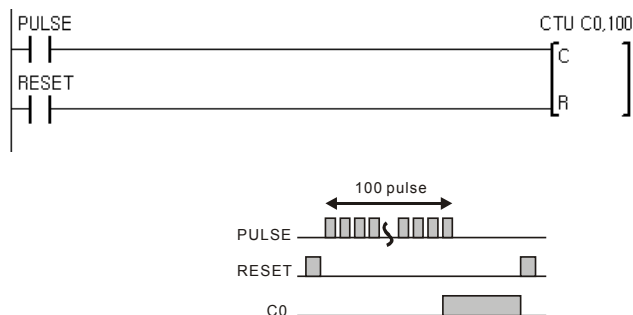 PULSE
CTU C0,100
C
RESET
R
100 pulse
PULSE
RESET
C0